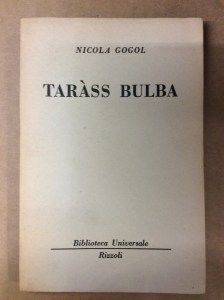 NICOLA GOGOL
TARÀSS BULBA
Biblioteca Universale
Rizzoli